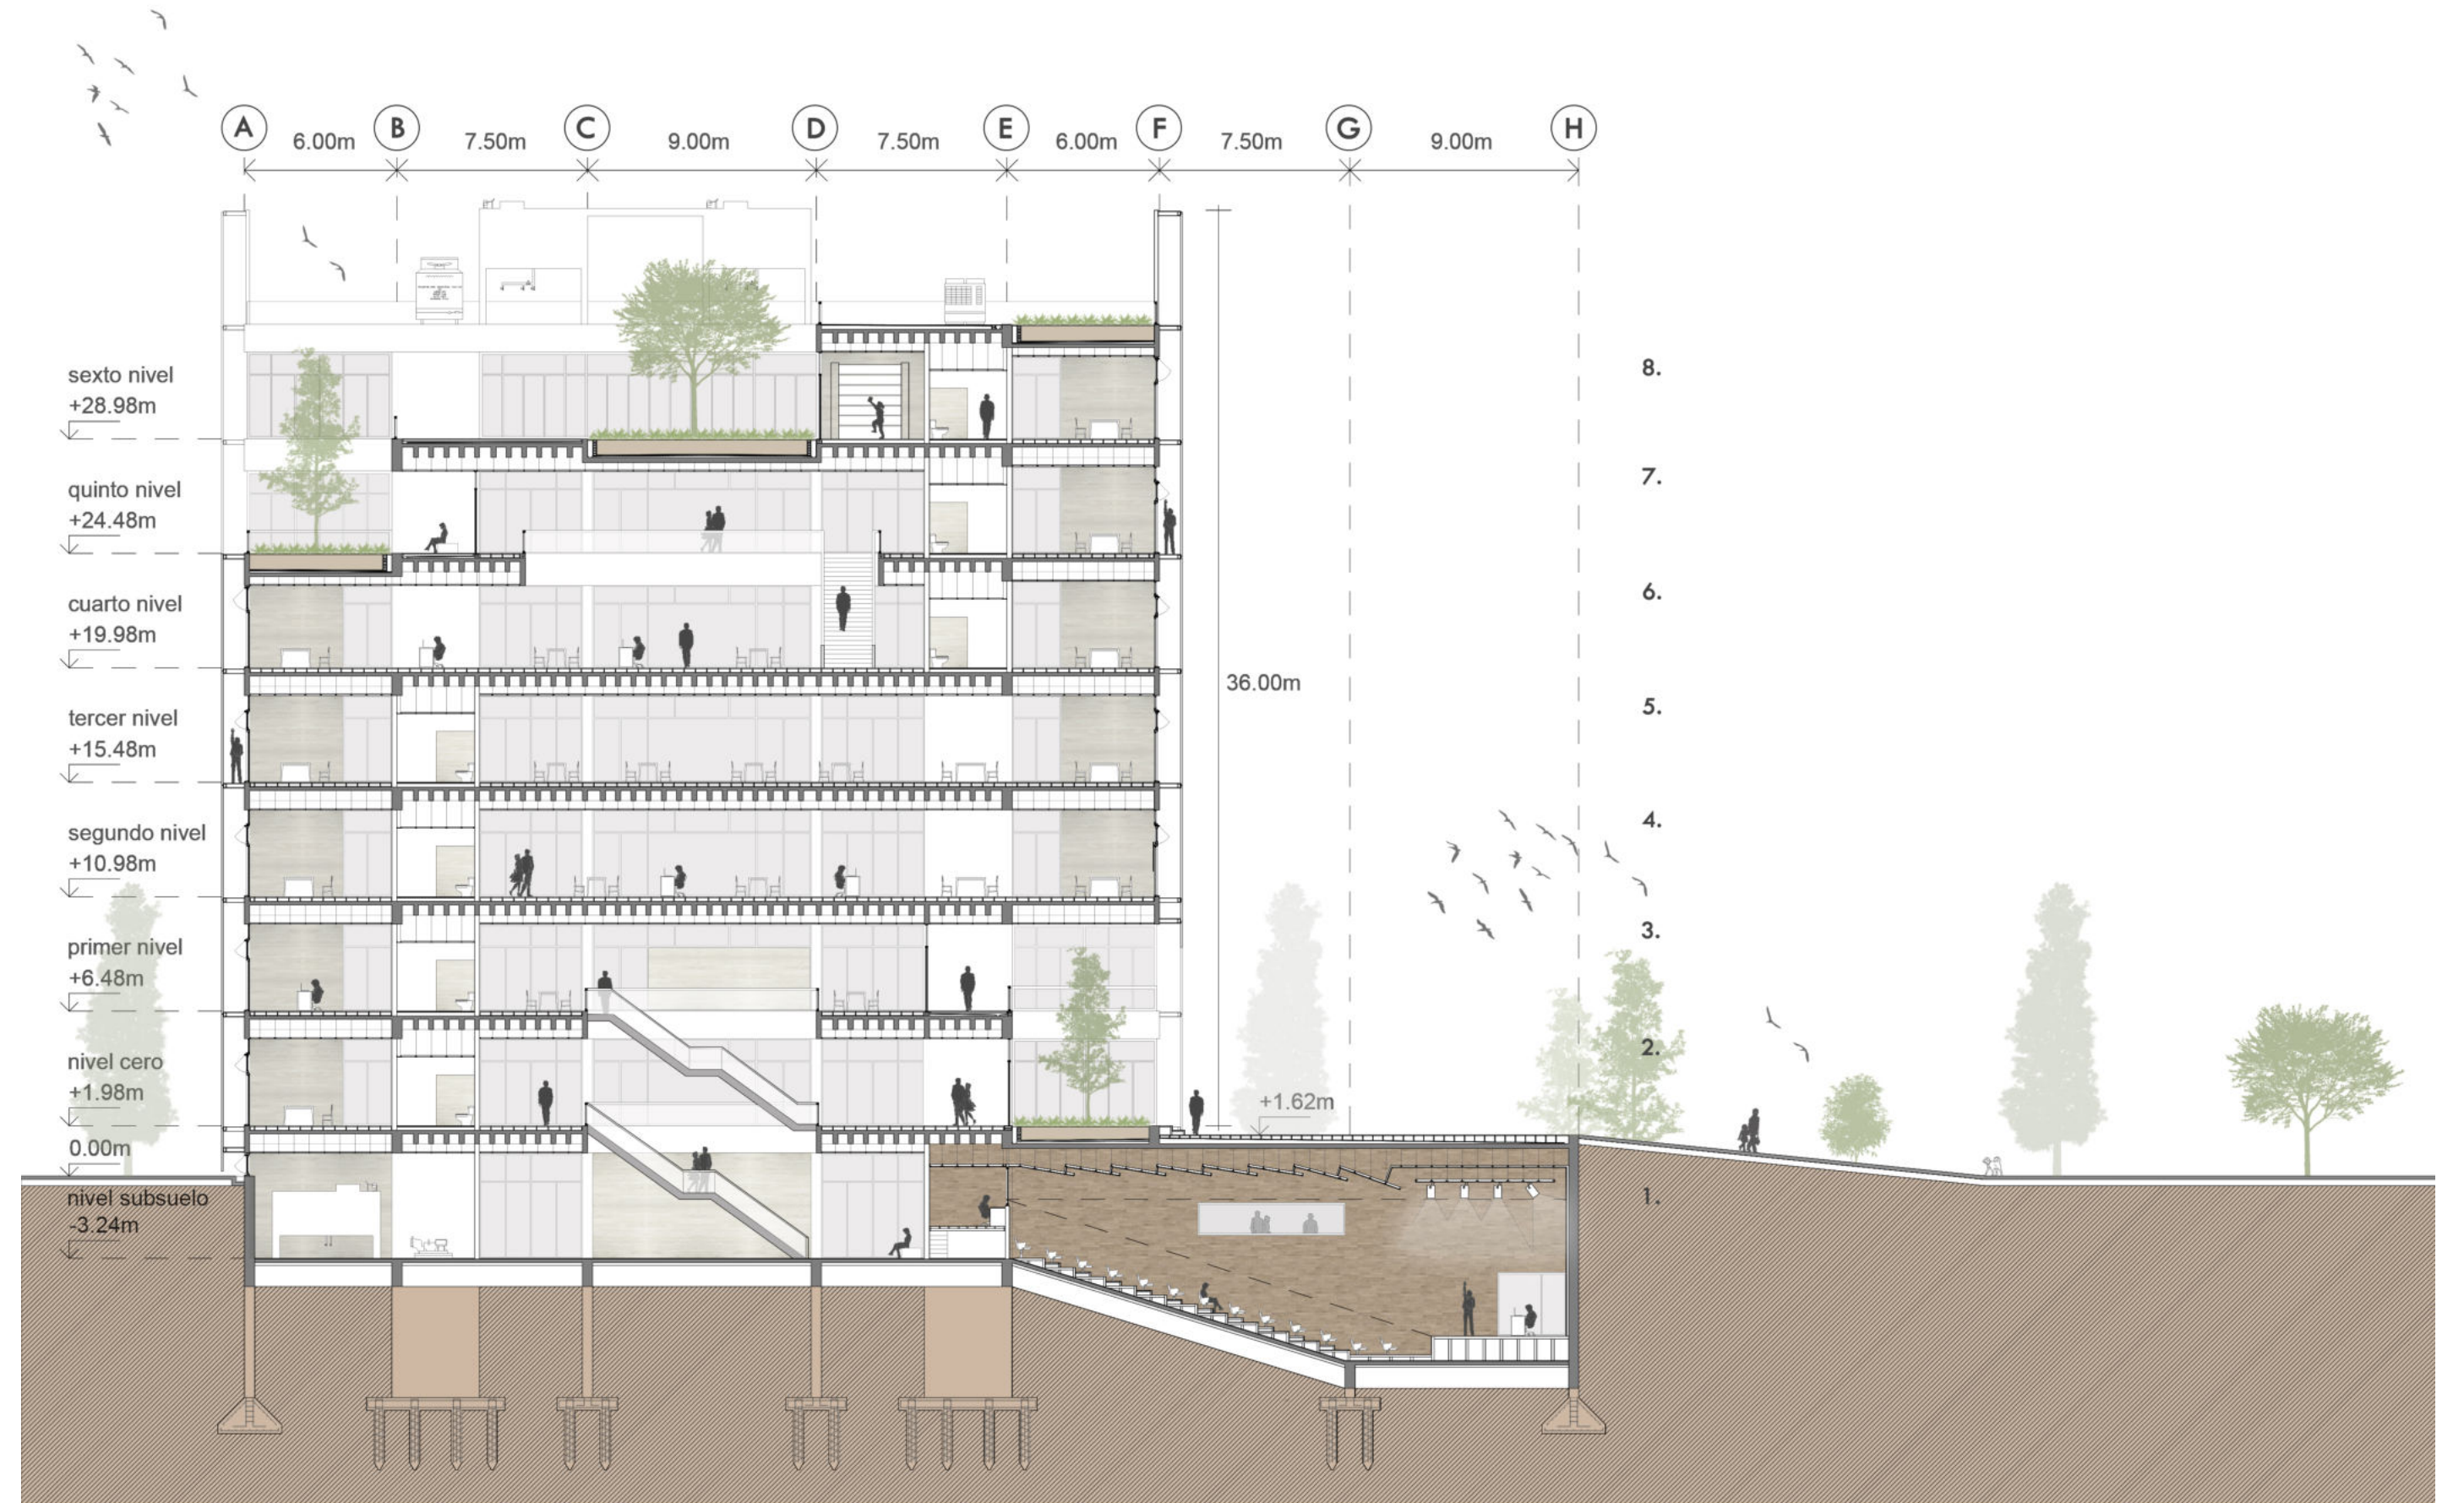 A B C D E F G H
6.00m 7.50m 9.00m 7.50m 6.00m 7.50m 9.00m
sexto nivel
+28.98m
8.
quinto nivel
+24.48m
7.
cuarto nivel
+19.98m
6.
36.00m
tercer nivel
+15.48m
5.
segundo nivel
+10.98m
4.
primer nivel
+6.48m
3.
nivel cero
+1.98m
2.
+1.62m
0.00m
nivel subsuelo
-3.24m
1.